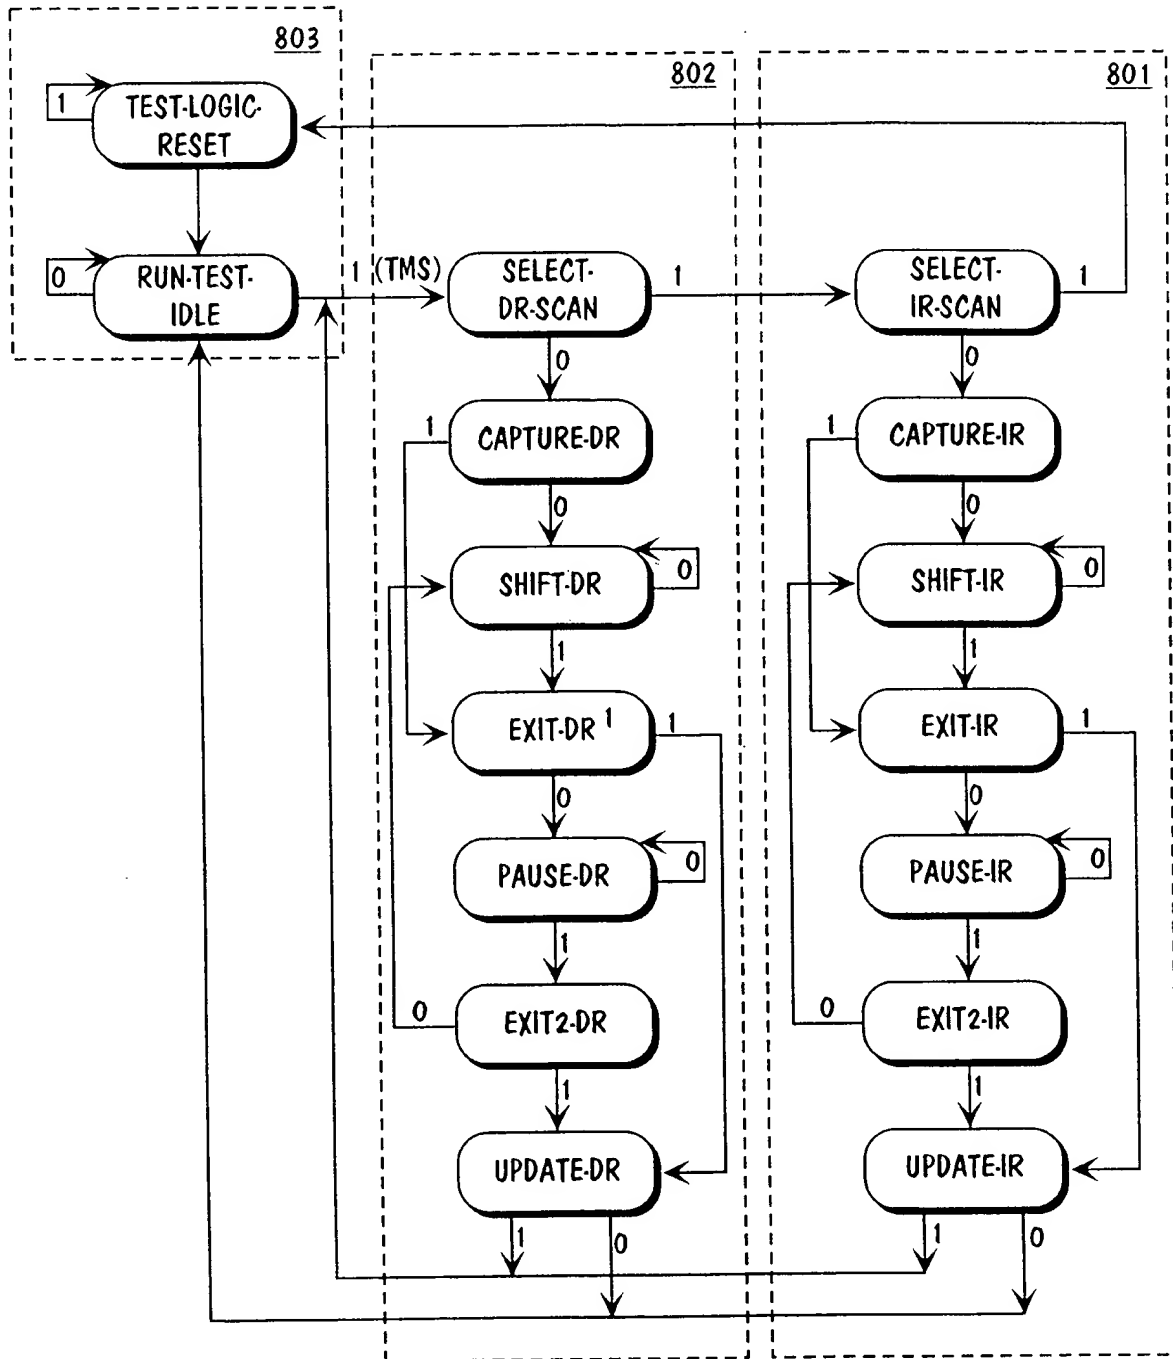 803
802
801
1
TEST-LOGIC-
RESET
0
RUN-TEST-
IDLE
1 (TMS)
SELECT-
DR-SCAN
1
SELECT-
IR-SCAN
1
0
0
1
CAPTURE-DR
1
CAPTURE-IR
0
0
SHIFT-DR
0
SHIFT-IR
0
1
1
EXIT-DR 1
1
EXIT-IR
1
0
0
PAUSE-DR
0
PAUSE-IR
0
1
1
0
EXIT2-DR
0
EXIT2-IR
1
1
UPDATE-DR
UPDATE-IR
1
0
1
0